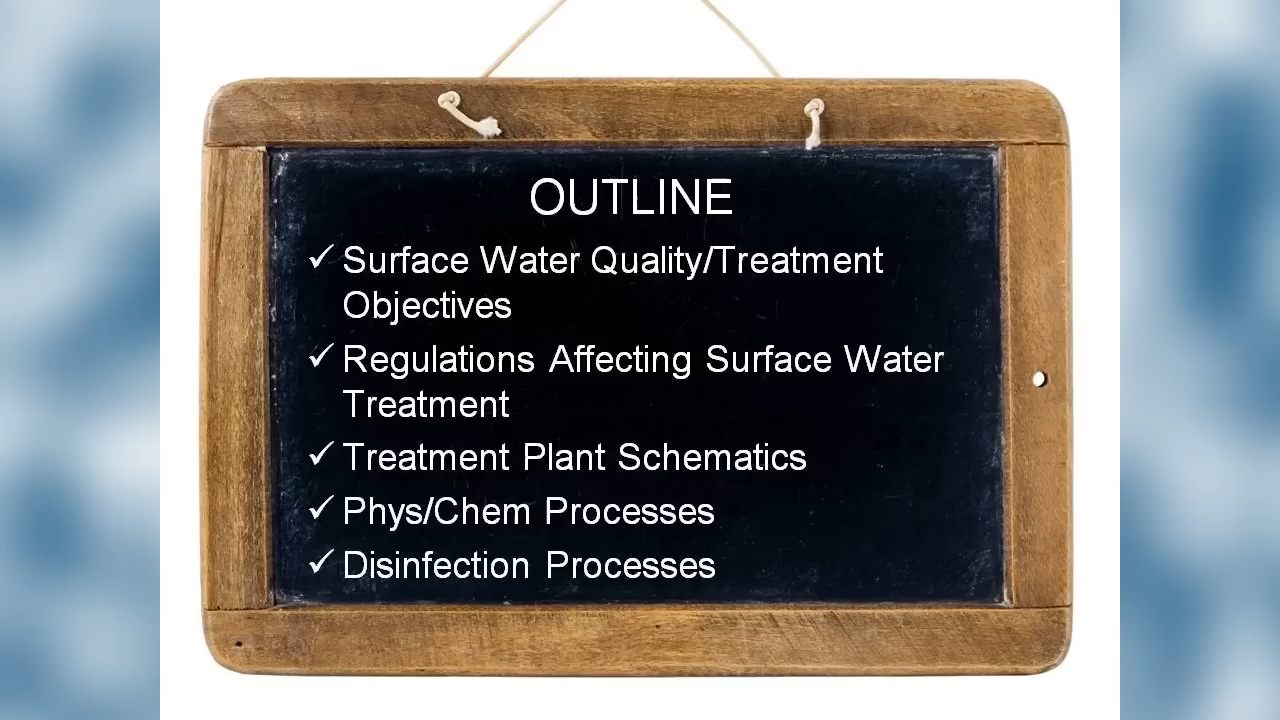 OUTLINE
✓ Surface Water Quality/Treatment
Objectives
✓ Regulations Affecting Surface Water
Treatment
✓ Treatment Plant Schematics
✓ Phys/Chem Processes
✓ Disinfection Processes